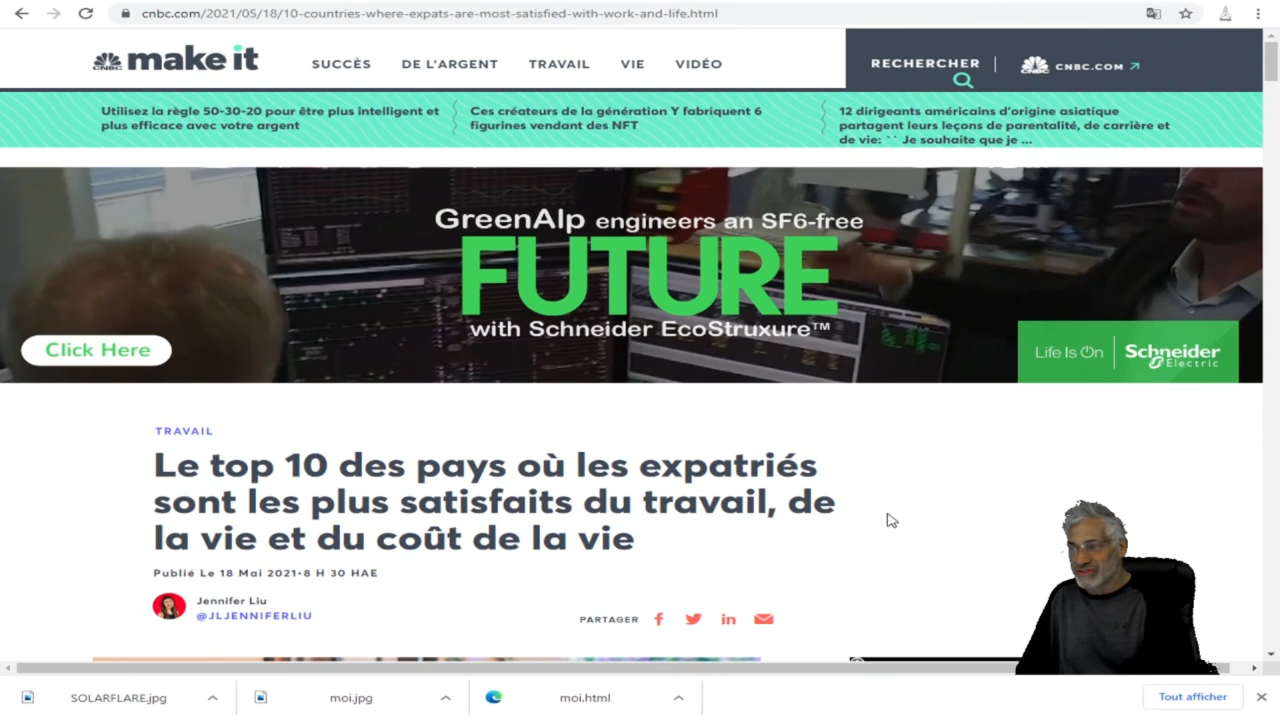 cnbc.com/2021/05/18/10-countries-where-expats-are-most-satisfied-with-work-and-life.html
CNBC make it
SUCCÈS DE L'ARGENT TRAVAIL VIE VIDÉO
RECHERCHER
CNBC.COM
Utilisez la règle 50-30-20 pour être plus intelligent et
plus efficace avec votre argent
Ces créateurs de la génération Y fabriquent 6
figurines vendant des NFT
12 dirigeants américains d'origine asiatique
partagent leurs leçons de parentalité, de carrière et
de vie: `` Je souhaite que je ...
GreenAlp engineers an SF6-free
FUTURE
with Schneider EcoStruxure™
Click Here
Life Is On
Schneider
Electric
TRAVAIL
Le top 10 des pays où les expatriés
sont les plus satisfaits du travail, de
la vie et du coût de la vie
Publié Le 18 Mai 2021•8 H 30 HAE
Jennifer Liu
@JLJENNIFERLIU
PARTAGER
SOLARFLARE.jpg
moi.jpg
moi.html
Tout afficher